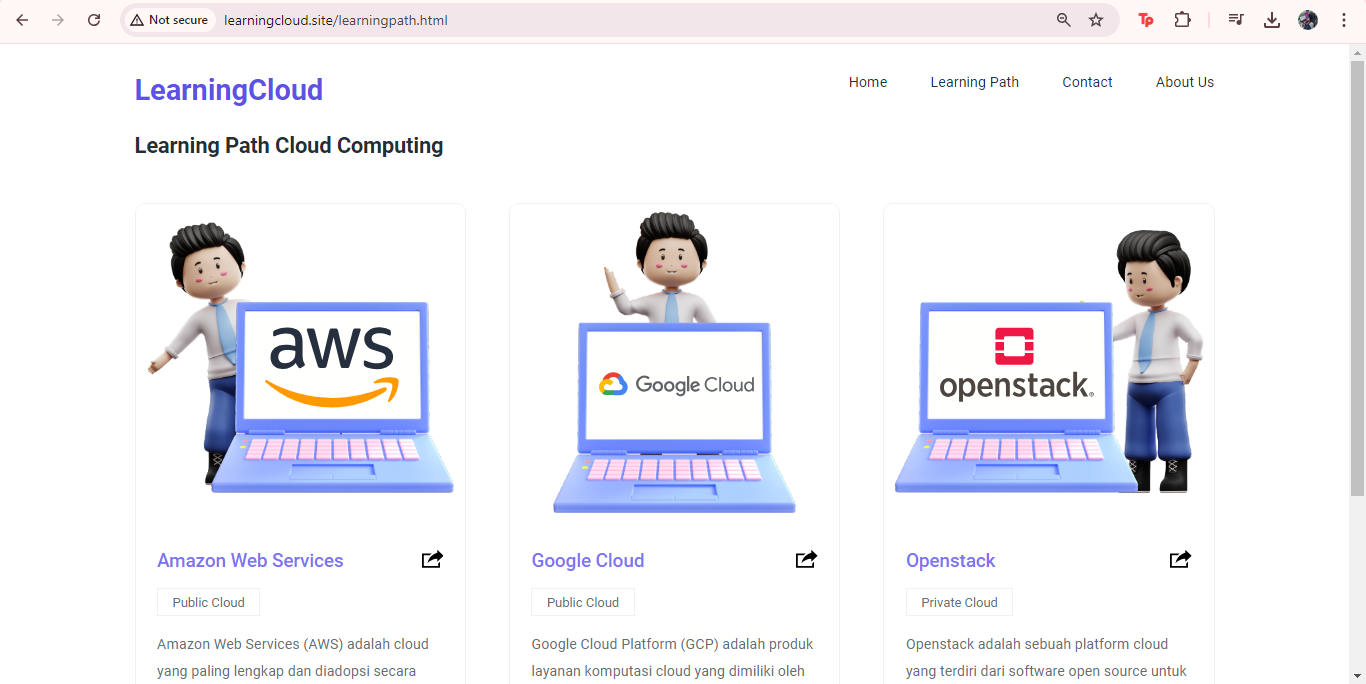 Not secure learningcloud.site/learningpath.html
LearningCloud
Home Learning Path Contact About Us
Learning Path Cloud Computing
aws
Google Cloud
openstack.
Amazon Web Services
Public Cloud
Amazon Web Services (AWS) adalah cloud
yang paling lengkap dan diadopsi secara
Google Cloud
Public Cloud
Google Cloud Platform (GCP) adalah produk
layanan komputasi cloud yang dimiliki oleh
Openstack
Private Cloud
Openstack adalah sebuah platform cloud
yang terdiri dari software open source untuk